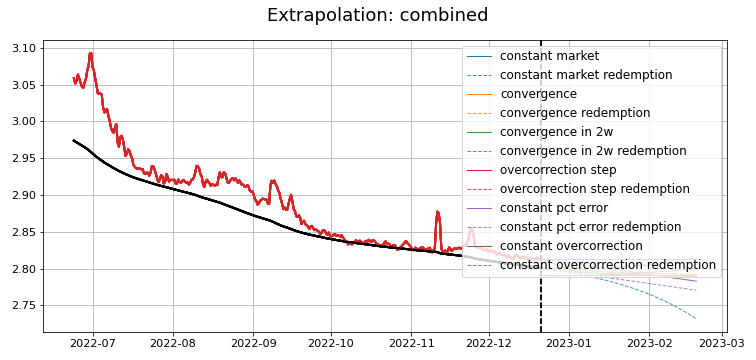 Extrapolation: combined
3.10
3.05
3.00
2.95
2.90
2.85
2.80
2.75
constant market
constant market redemption
convergence
convergence redemption
convergence in 2w
convergence in 2w redemption
overcorrection step
overcorrection step redemption
constant pct error
constant pct error redemption
constant overcorrection
constant overcorrection redemption
2022-07 2022-08 2022-09 2022-10 2022-11 2022-12 2023-01 2023-02 2023-03